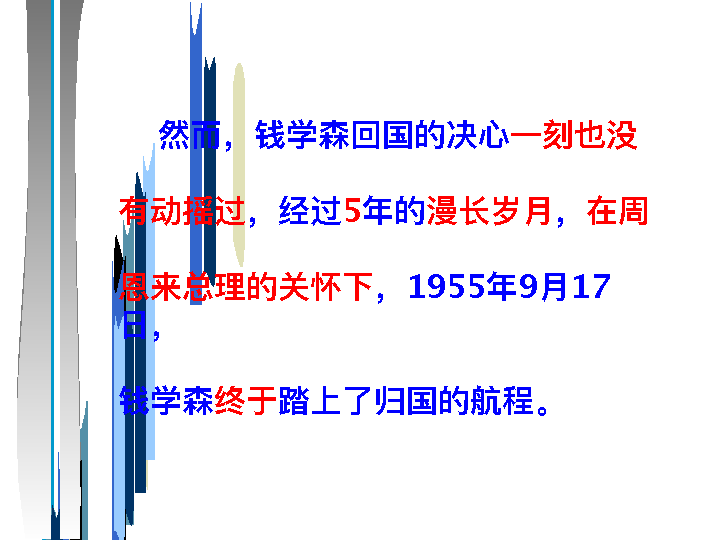 然而，钱学森回国的决心一刻也没
有动摇过，经过5年的漫长岁月，在周
恩来总理的关怀下，1955年9月17
日，
钱学森终于踏上了归国的航程。